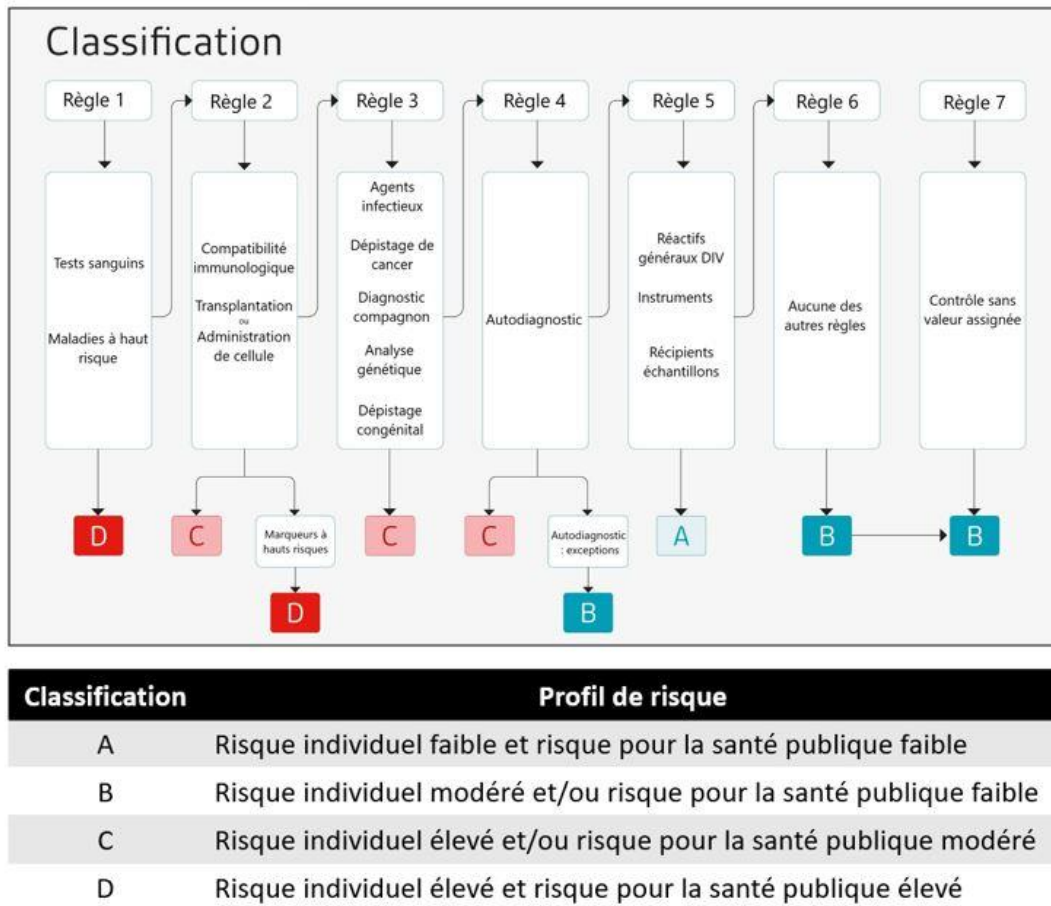 Classification
Règle 1
Règle 2
Règle 3
Règle 4
Règle 5
Règle 6
Règle 7
Tests sanguins
Maladies à haut
risque
Compatibilité
immunologique
Transplantation
ou
Administration
de cellule
Agents
infectieux
Dépistage de
cancer
Diagnostic
compagnon
Analyse
génétique
Dépistage
congénital
Autodiagnostic
Réactifs
généraux DIV
Instruments
Récipients
échantillons
Aucune des
autres règles
Contrôle sans
valeur assignée
D
C
Marqueurs à
hauts risques
D
C
C
Autodiagnostic
: exceptions
B
A
B
B
Classification Profil de risque
A Risque individuel faible et risque pour la santé publique faible
B Risque individuel modéré et/ou risque pour la santé publique faible
C Risque individuel élevé et/ou risque pour la santé publique modéré
D Risque individuel élevé et risque pour la santé publique élevé